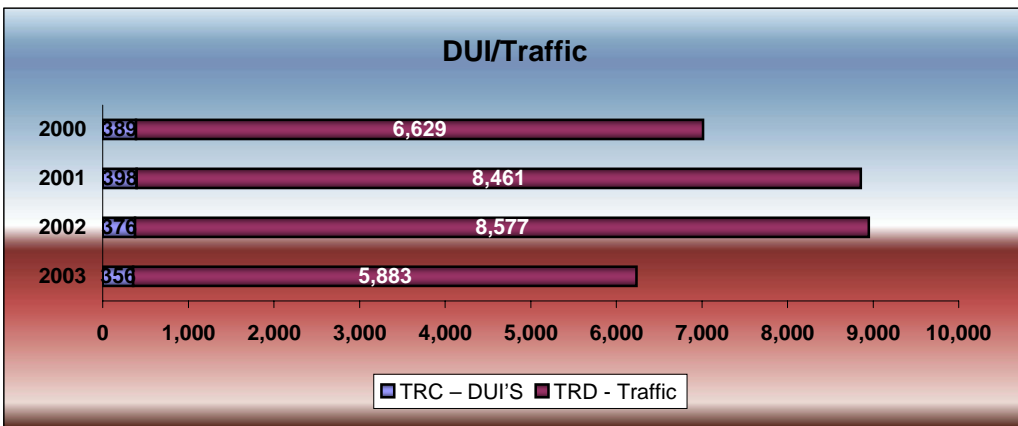 DUI/Traffic
2000 389 6,629
2001 398 8,461
2002 376 8,577
2003 356 5,883
0 1,000 2,000 3,000 4,000 5,000 6,000 7,000 8,000 9,000 10,000
TRC – DUI'S TRD - Traffic